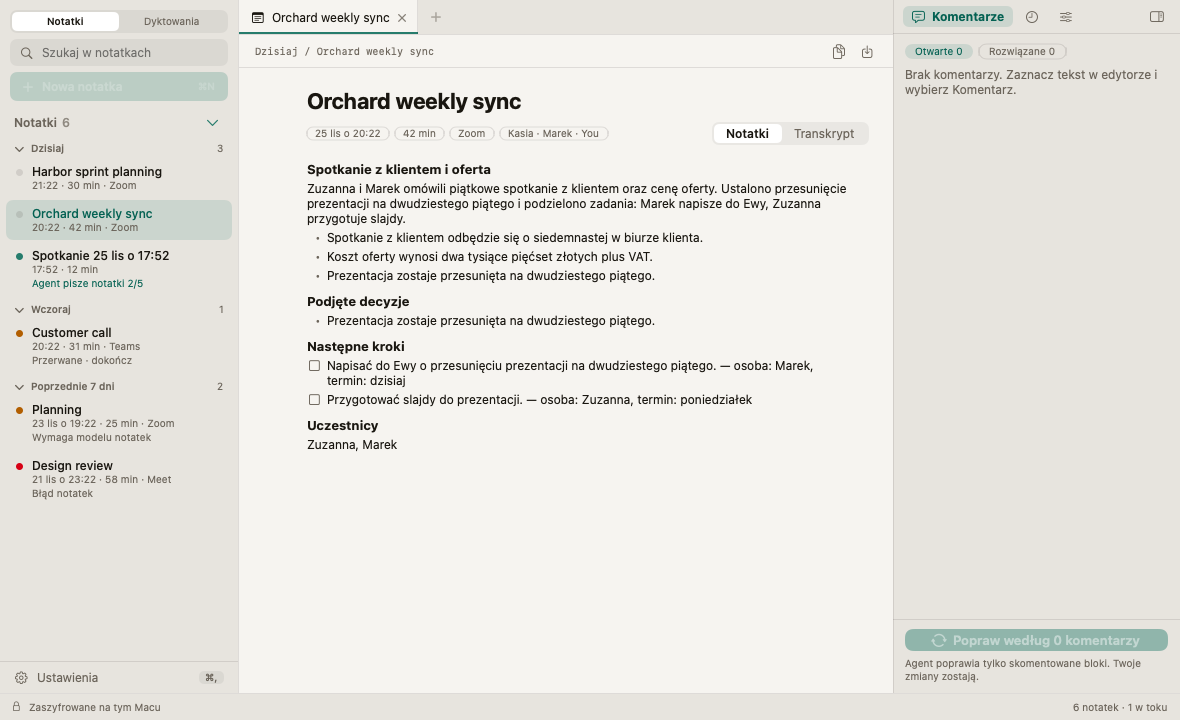 Notatki
Dyktowania
Szukaj w notatkach
+ Nowa notatka ⌘N
Notatki 6
Dzisiaj 3
Harbor sprint planning
21:22 · 30 min · Zoom
Orchard weekly sync
20:22 · 42 min · Zoom
Spotkanie 25 lis o 17:52
17:52 · 12 min
Agent pisze notatki 2/5
Wczoraj 1
Customer call
20:22 · 31 min · Teams
Przerwane · dokończ
Poprzednie 7 dni 2
Planning
23 lis o 19:22 · 25 min · Zoom
Wymaga modelu notatek
Design review
21 lis o 23:22 · 58 min · Meet
Błąd notatek
Ustawienia ⌘,
Zaszyfrowane na tym Macu
Orchard weekly sync
Dzisiaj / Orchard weekly sync
Orchard weekly sync
25 lis o 20:22
42 min
Zoom
Kasia · Marek · You
Notatki
Transkrypt
Spotkanie z klientem i oferta
Zuzanna i Marek omówili piątkowe spotkanie z klientem oraz cenę oferty. Ustalono przesunięcie
prezentacji na dwudziestego piątego i podzielono zadania: Marek napisze do Ewy, Zuzanna
przygotuje slajdy.
• Spotkanie z klientem odbędzie się o siedemnastej w biurze klienta.
• Koszt oferty wynosi dwa tysiące pięćset złotych plus VAT.
• Prezentacja zostaje przesunięta na dwudziestego piątego.
Podjęte decyzje
• Prezentacja zostaje przesunięta na dwudziestego piątego.
Następne kroki
Napisać do Ewy o przesunięciu prezentacji na dwudziestego piątego. — osoba: Marek,
termin: dzisiaj
Przygotować slajdy do prezentacji. — osoba: Zuzanna, termin: poniedziałek
Uczestnicy
Zuzanna, Marek
Komentarze
Otwarte 0
Rozwiązane 0
Brak komentarzy. Zaznacz tekst w edytorze i
wybierz Komentarz.
Popraw według 0 komentarzy
Agent poprawia tylko skomentowane bloki. Twoje
zmiany zostają.
6 notatek · 1 w toku